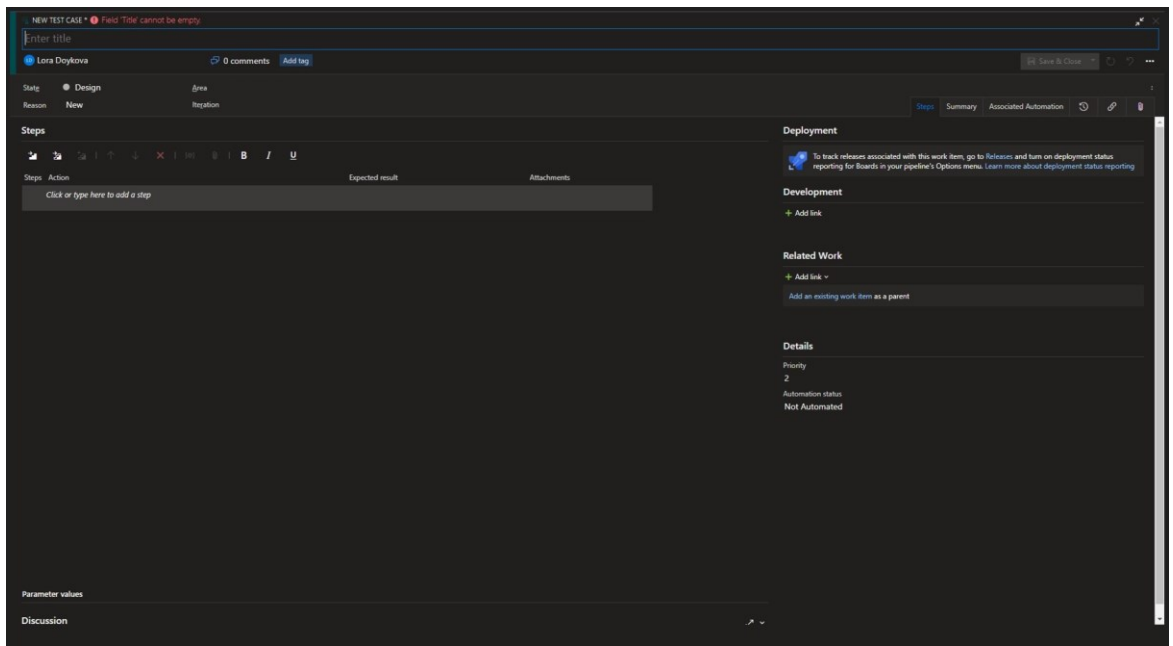 NEW TEST CASE * Field 'Title' cannot be empty.
Enter title
Lora Doykova 0 comments Add tag Save & Close
State Design Area
Reason New Iteration
Steps Summary Associated Automation
Steps
B I U
Steps Action Expected result Attachments
Click or type here to add a step
Parameter values
Discussion
Deployment
To track releases associated with this work item, go to Releases and turn on deployment status
reporting for Boards in your pipeline's Options menu. Learn more about deployment status reporting
Development
+ Add link
Related Work
+ Add link
Add an existing work item as a parent
Details
Priority
2
Automation status
Not Automated